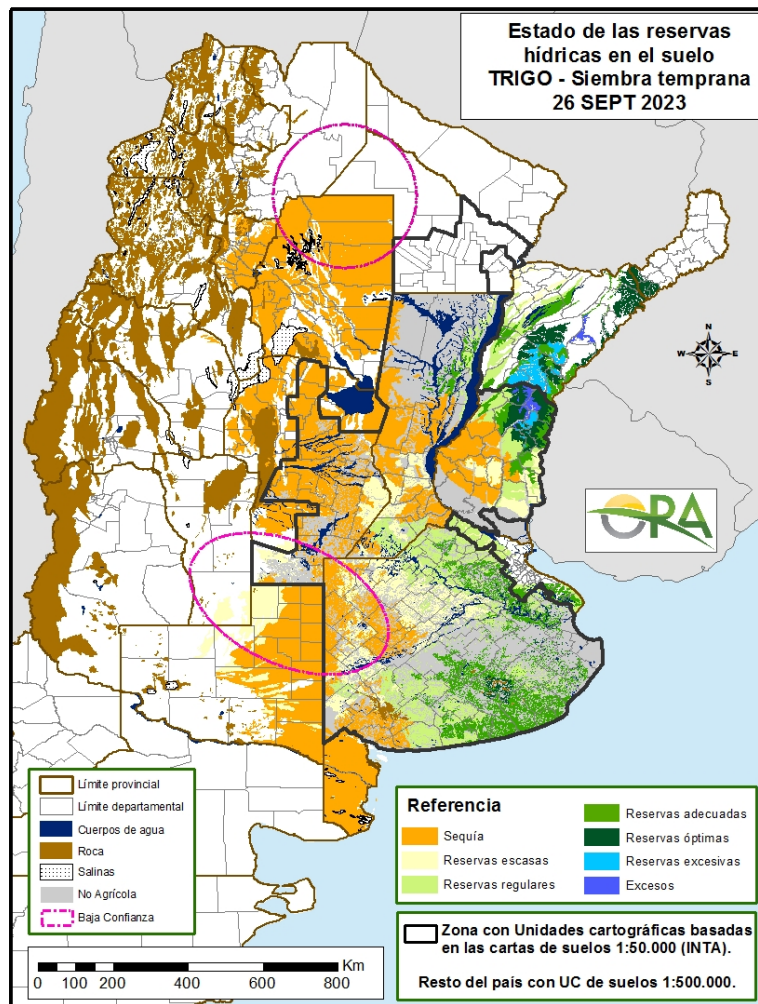 Estado de las reservas
hídricas en el suelo
TRIGO - Siembra temprana
26 SEPT 2023
N
W E
S
ORA
Límite provincial
Límite departamental
Cuerpos de agua
Roca
Salinas
No Agrícola
Baja Confianza
Referencia
Sequía
Reservas escasas
Reservas regulares
Reservas adecuadas
Reservas óptimas
Reservas excesivas
Excesos
Zona con Unidades cartográficas basadas
en las cartas de suelos 1:50.000 (INTA).
Resto del país con UC de suelos 1:500.000.
Km
0 100 200 400 600 800